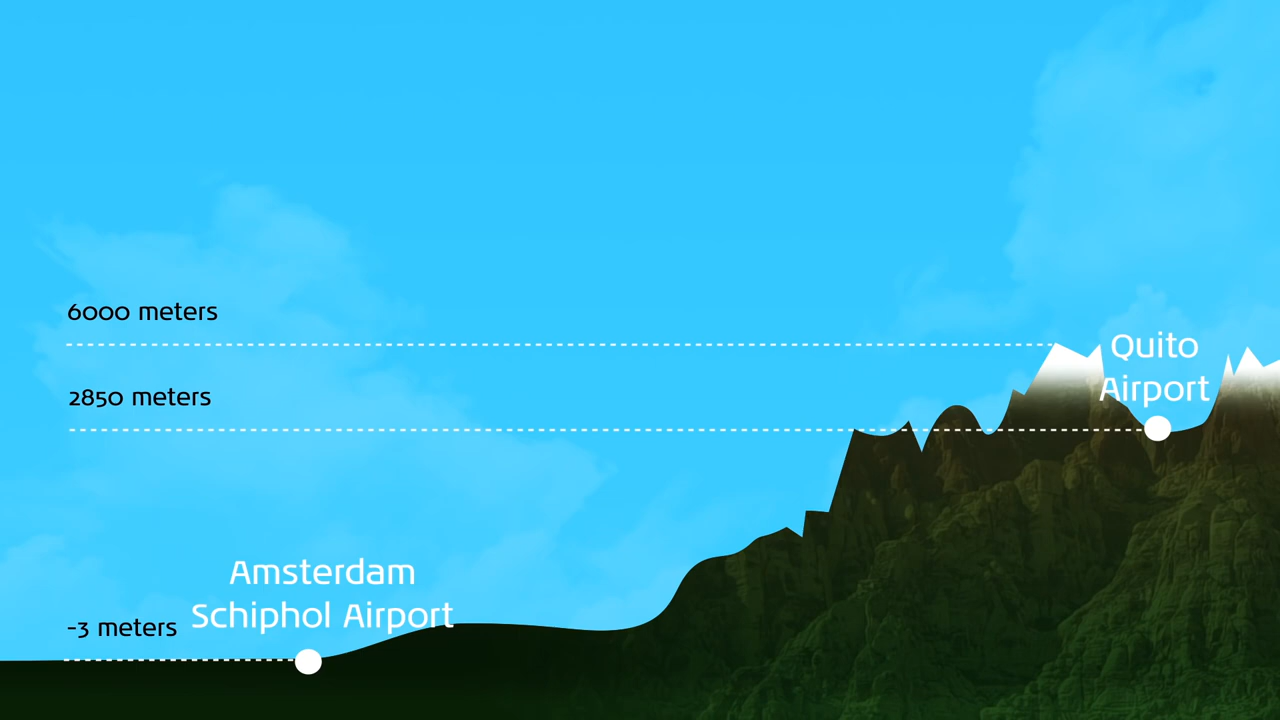 6000 meters
2850 meters
Quito
Airport
Amsterdam
Schiphol Airport
-3 meters